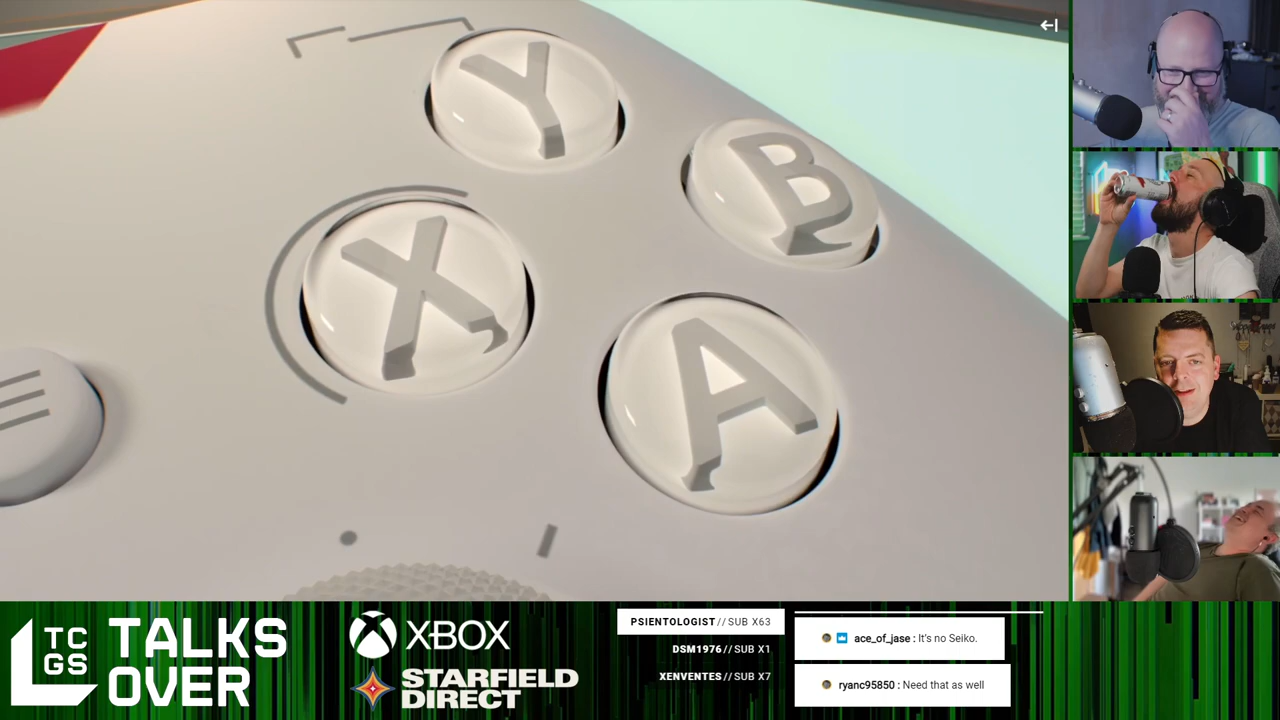 Y
B
X
A
TC
GS
TALKS
OVER
XBOX
STARFIELD
DIRECT
PSIENTOLOGIST // SUB X63
DSM1976 // SUB X1
XENVENTES // SUB X7
ace_of_jase : It's no Seiko.
ryanc95850 : Need that as well